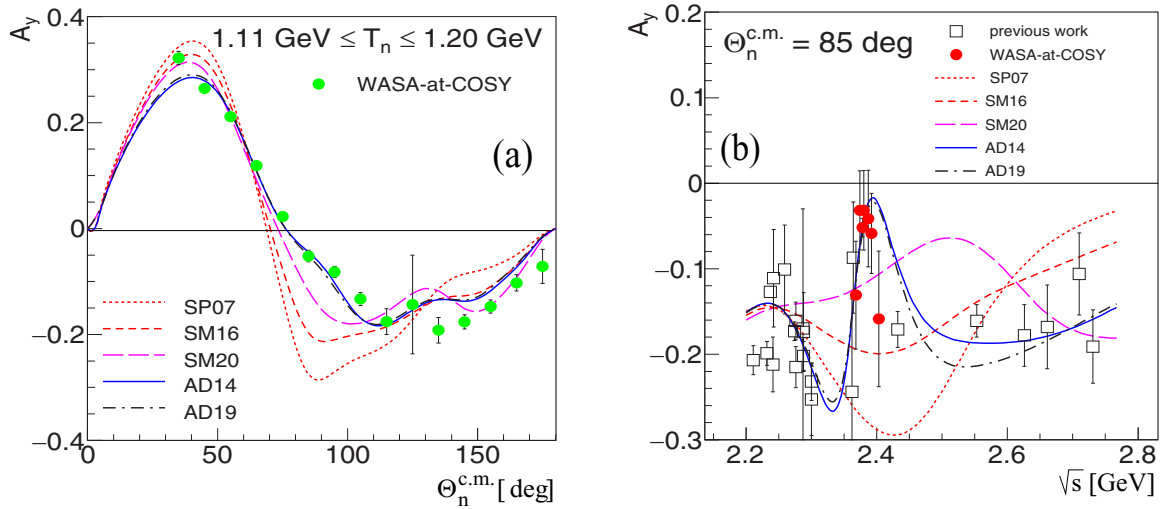 A_y
1.11 GeV ≤ T_n ≤ 1.20 GeV
WASA-at-COSY
(a)
0.4
0.2
0
−0.2
−0.4
SP07
SM16
SM20
AD14
AD19
0 50 100 150
Θ_n^c.m. [deg]
A_y
Θ_n^c.m. = 85 deg
previous work
WASA-at-COSY
SP07
SM16
SM20
AD14
AD19
(b)
0.2
0.1
0
−0.1
−0.2
−0.3
2.2 2.4 2.6 2.8
√s [GeV]